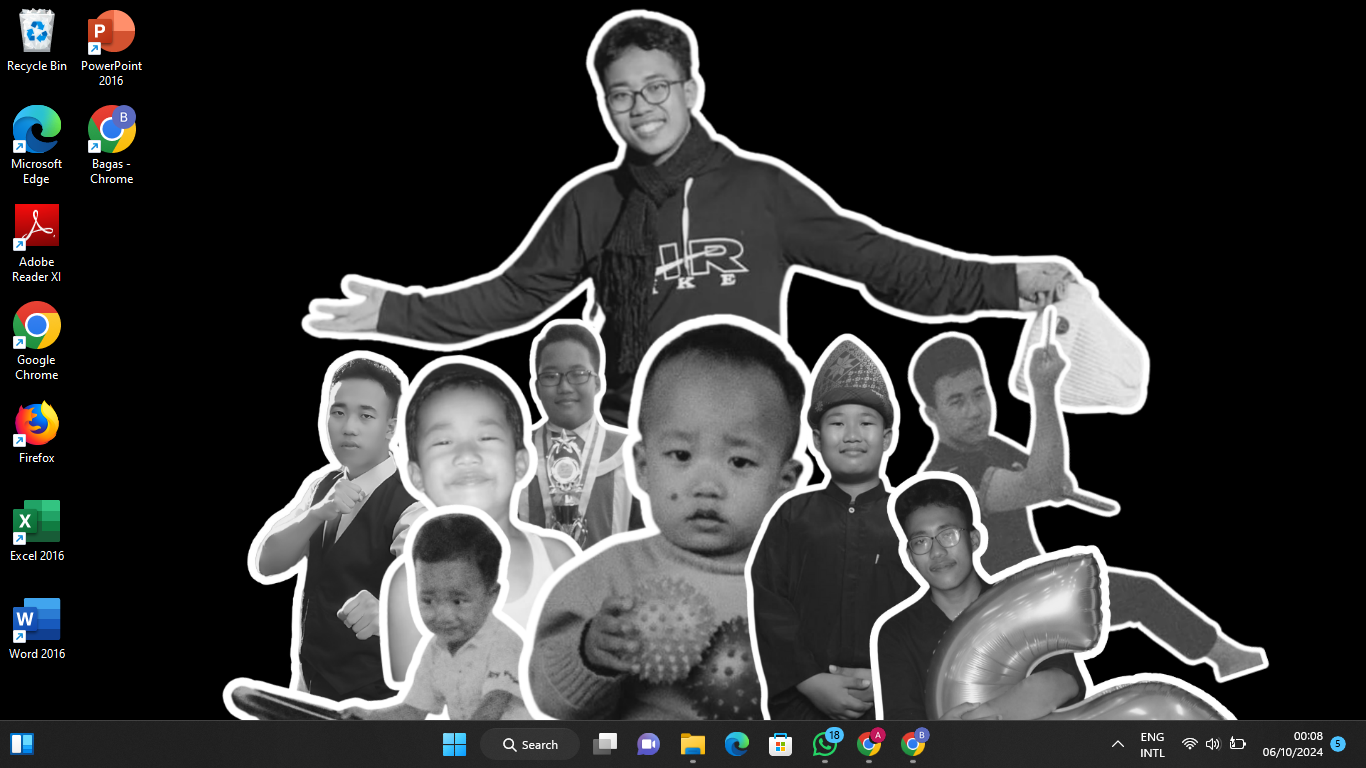 Recycle Bin
PowerPoint
2016
Microsoft
Edge
B
Bagas -
Chrome
Adobe
Reader XI
Google
Chrome
Firefox
Excel 2016
Word 2016
P
X
W
IR
KE
Search
18
A
B
ENG
INTL
00:08
06/10/2024
5